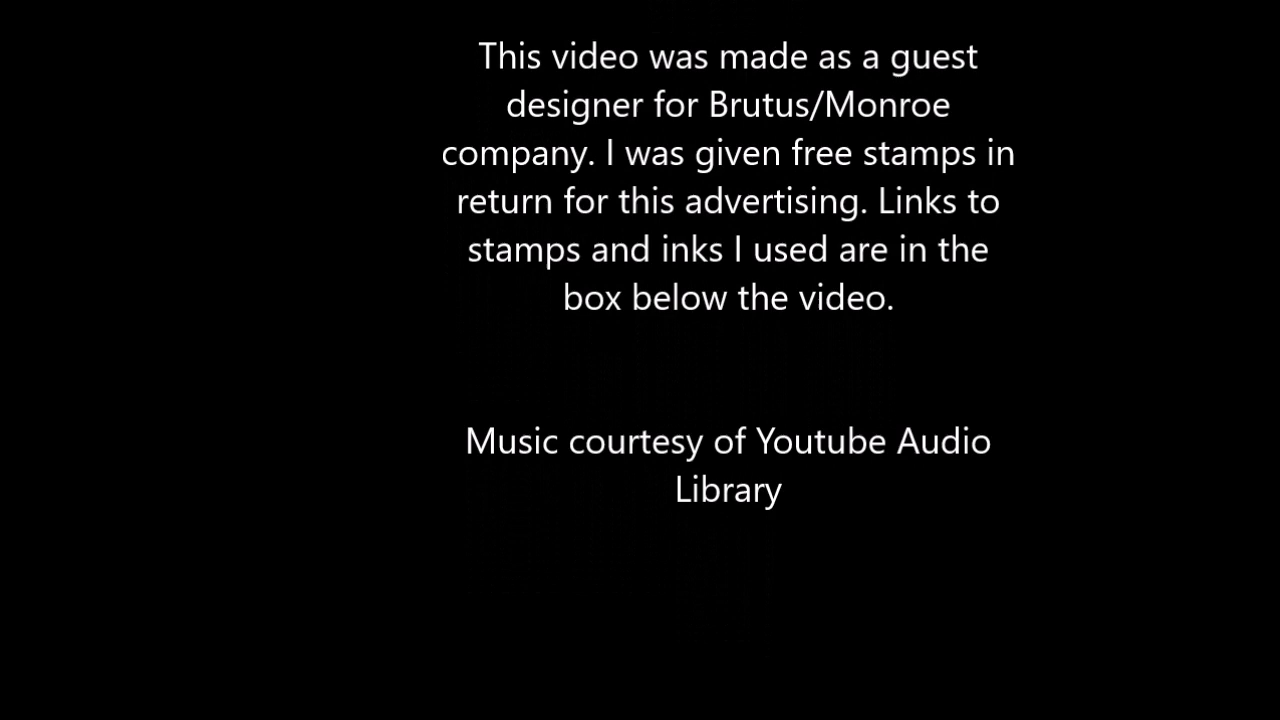 This video was made as a guest
designer for Brutus/Monroe
company. I was given free stamps in
return for this advertising. Links to
stamps and inks I used are in the
box below the video.
Music courtesy of Youtube Audio
Library